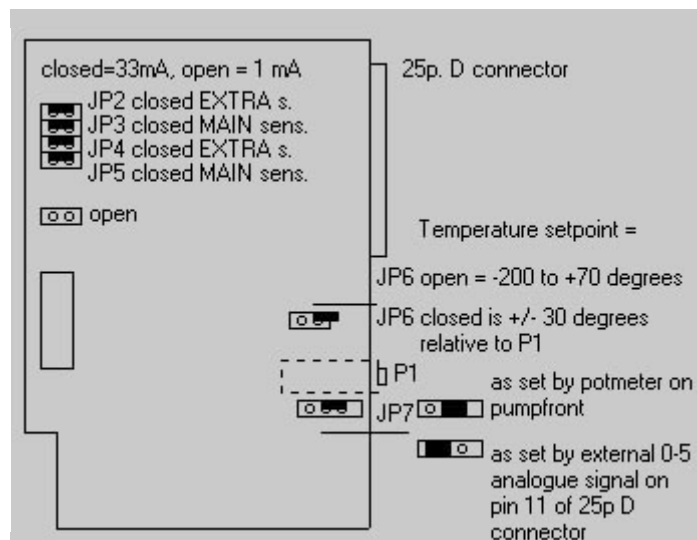 closed=33mA, open = 1 mA
25p. D connector
JP2 closed EXTRA s.
JP3 closed MAIN sens.
JP4 closed EXTRA s.
JP5 closed MAIN sens.
open
Temperature setpoint =
JP6 open = -200 to +70 degrees
JP6 closed is +/- 30 degrees
relative to P1
P1
as set by potmeter on
JP7
pumpfront
as set by external 0-5
analogue signal on
pin 11 of 25p D
connector